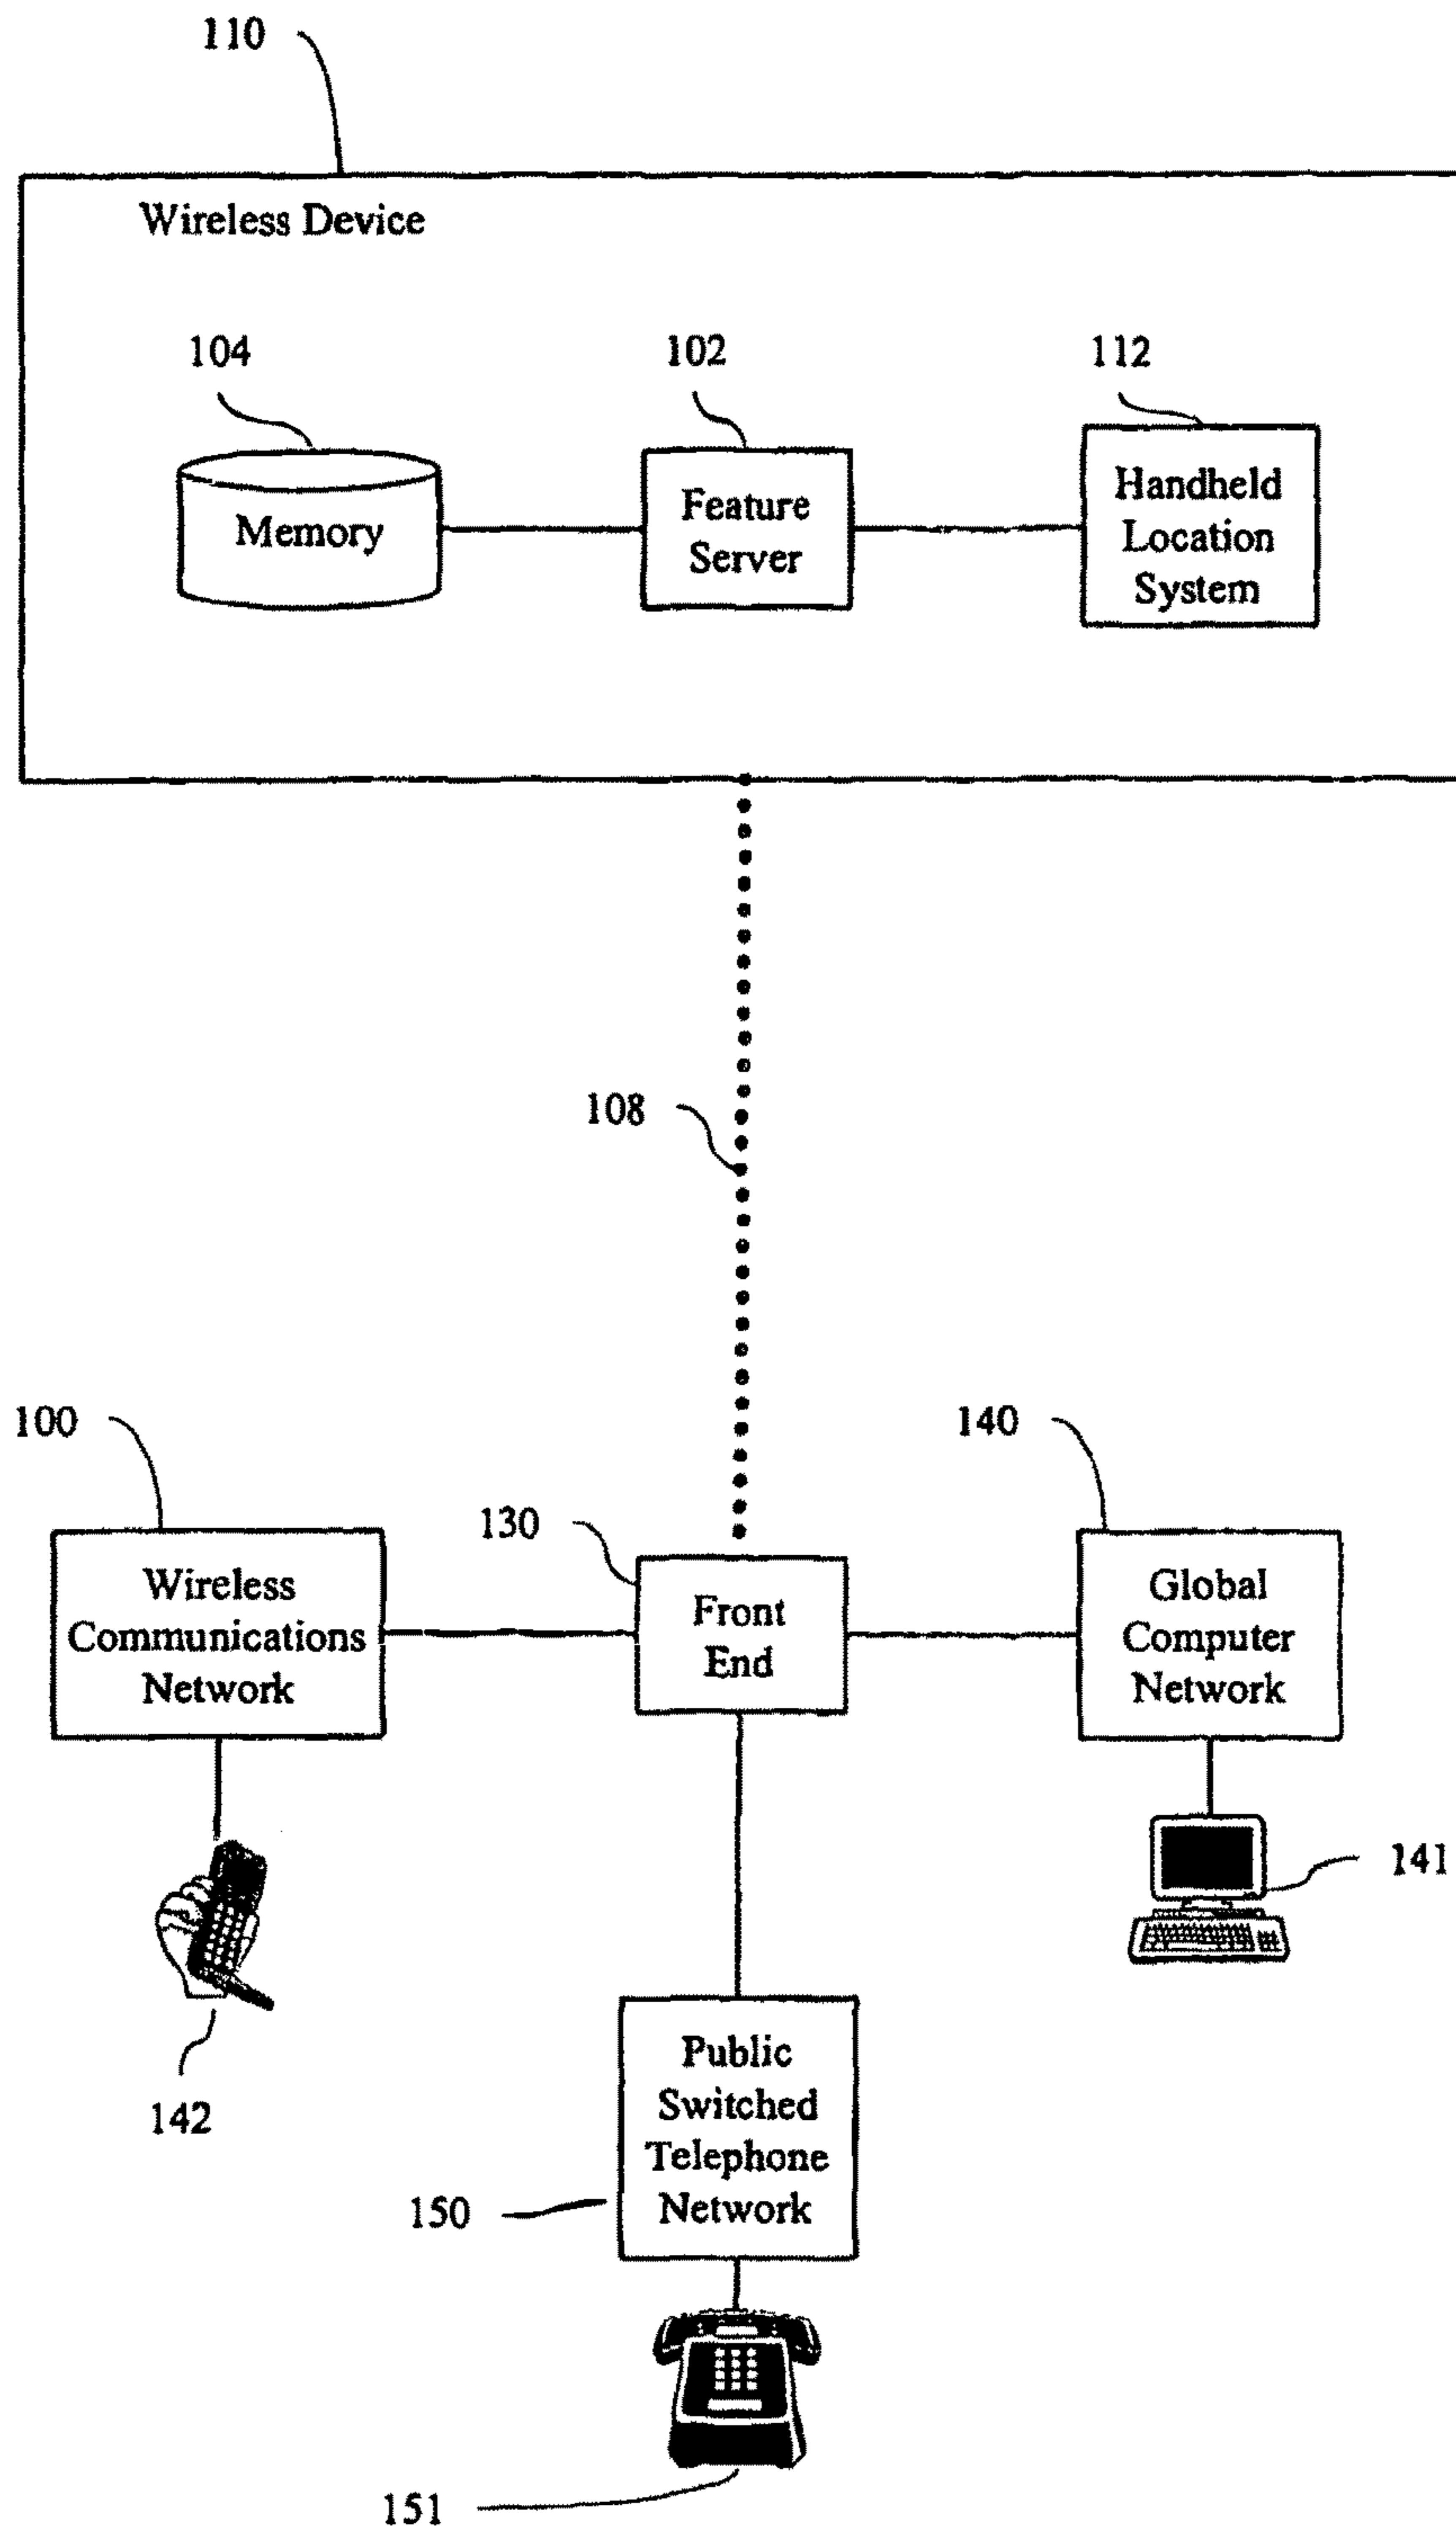 110
Wireless Device
104
102
112
Memory
Feature
Server
Handheld
Location
System
108
100
130
140
Wireless
Communications
Network
Front
End
Global
Computer
Network
141
142
Public
Switched
Telephone
Network
150
151